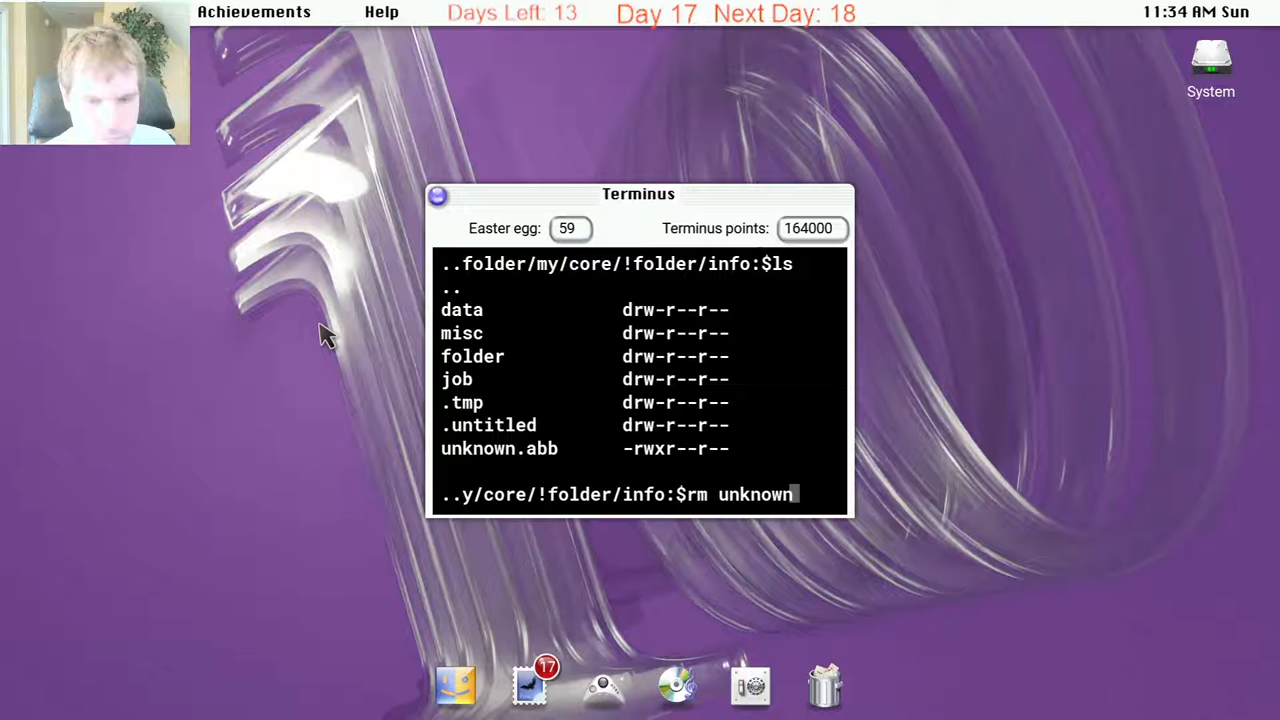 Achievements Help Days Left: 13 Day 17 Next Day: 18 11:34 AM Sun
System
Terminus
Easter egg: 59 Terminus points: 164000
..folder/my/core/!folder/info:$ls
..
data drw-r--r--
misc drw-r--r--
folder drw-r--r--
job drw-r--r--
.tmp drw-r--r--
.untitled drw-r--r--
unknown.abb -rwxr--r--
..y/core/!folder/info:$rm unknown
17